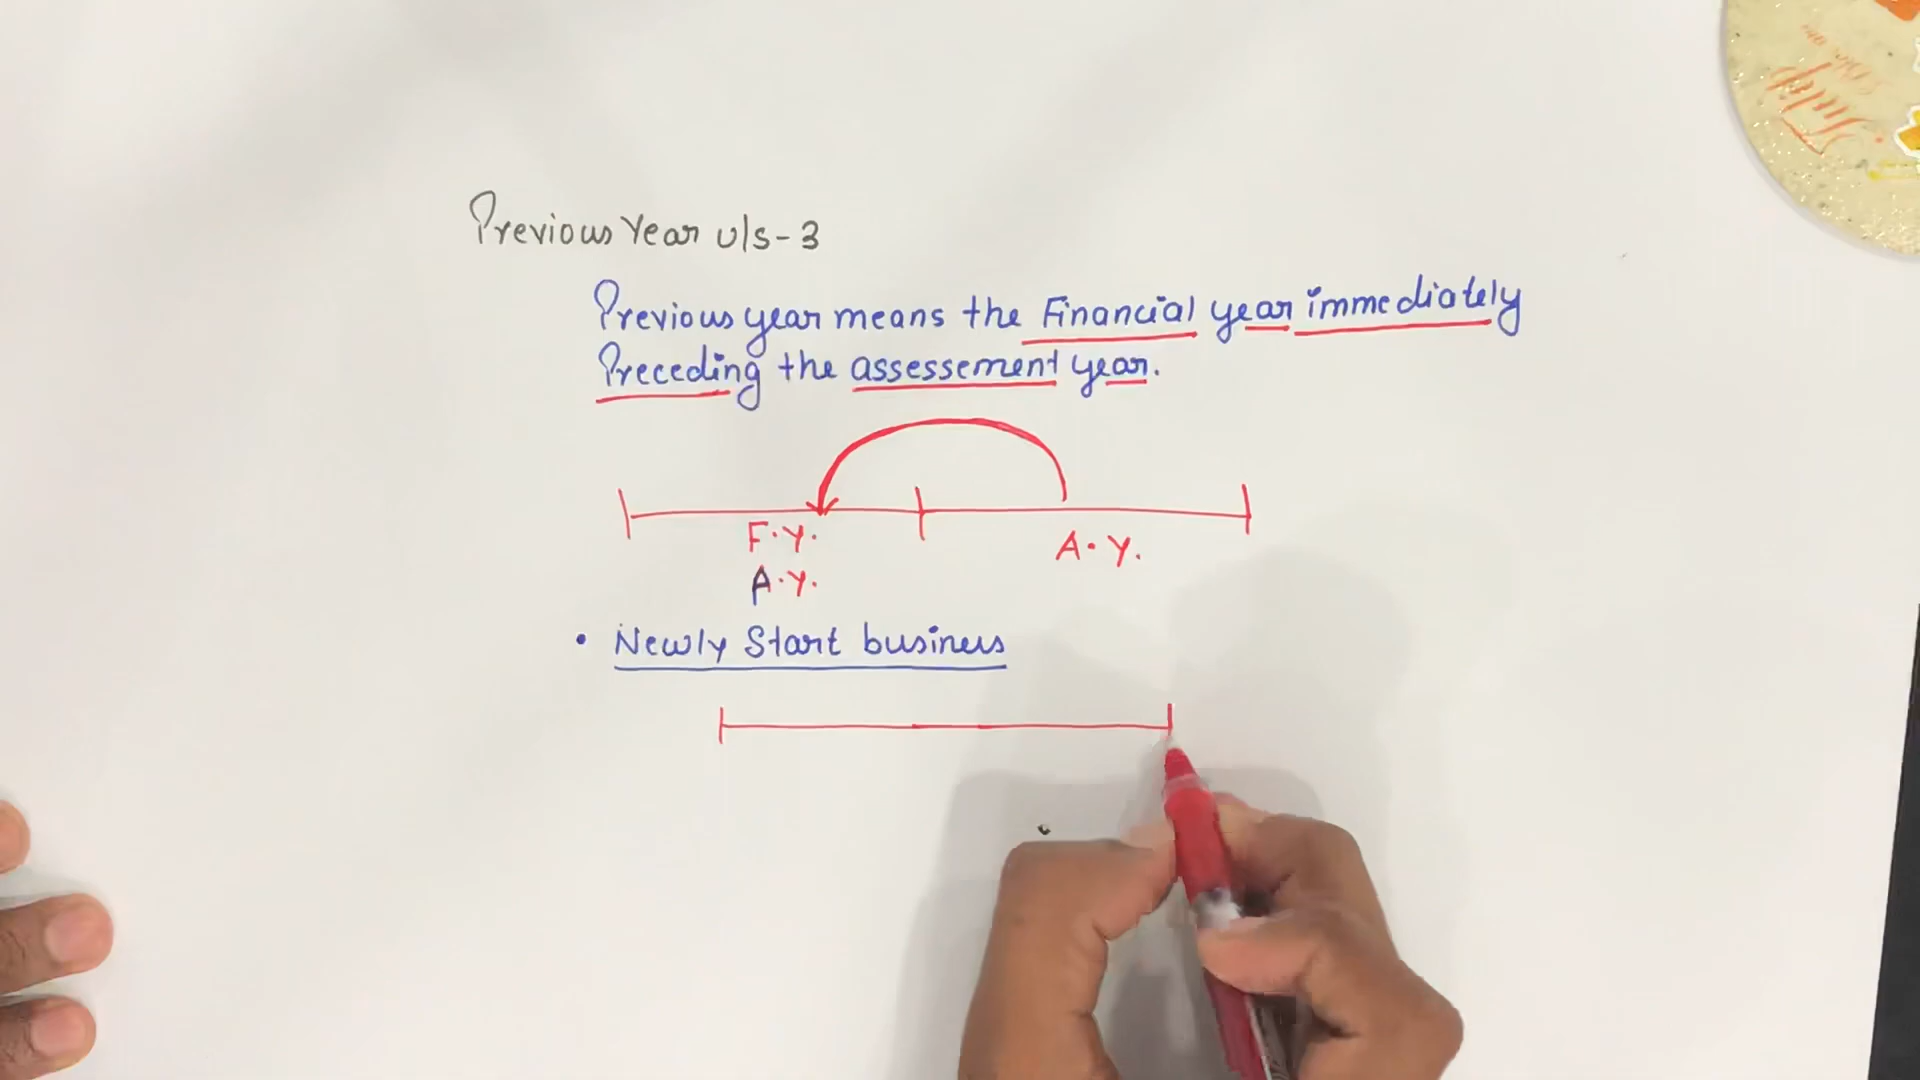 Previous Year u/s-3
Previous year means the Financial year immediately
Preceding the assessement year.
F.Y.
A.Y.
A.Y.
• Newly Start business